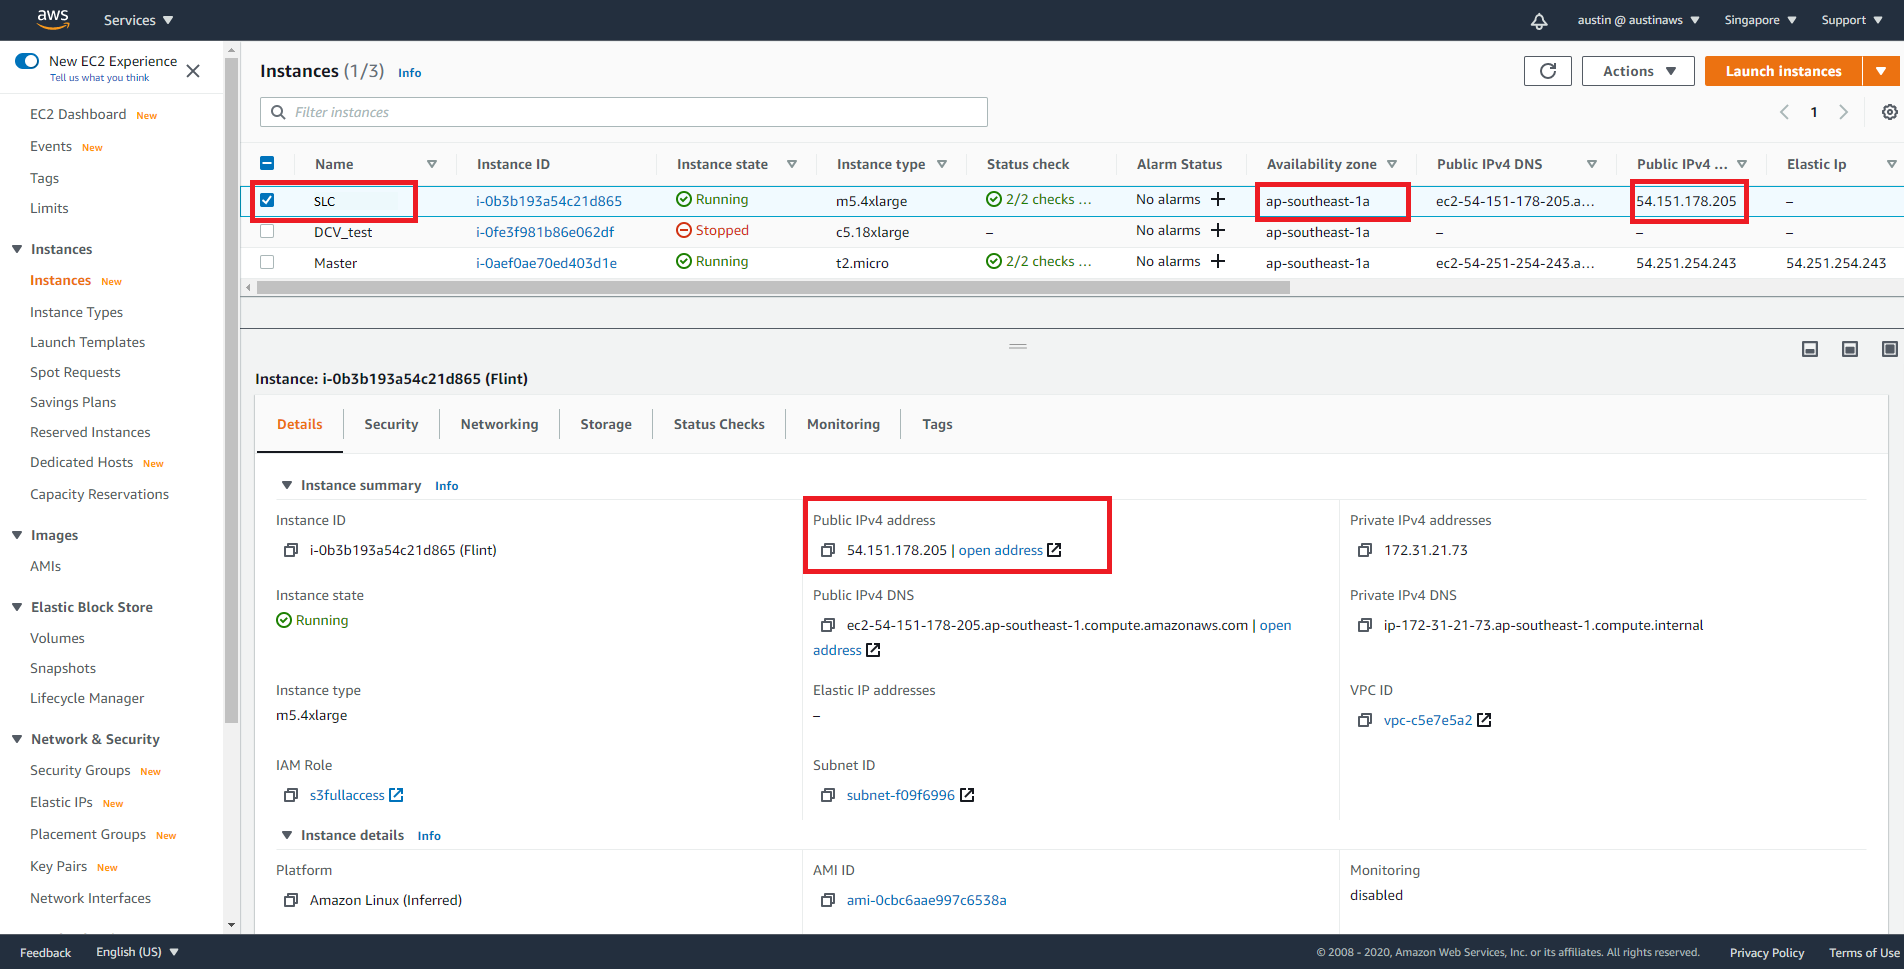 aws Services austin @ austinaws Singapore Support
New EC2 Experience
Tell us what you think
EC2 Dashboard New
Events New
Tags
Limits
Instances
Instances New
Instance Types
Launch Templates
Spot Requests
Savings Plans
Reserved Instances
Dedicated Hosts New
Capacity Reservations
Images
AMIs
Elastic Block Store
Volumes
Snapshots
Lifecycle Manager
Network & Security
Security Groups New
Elastic IPs New
Placement Groups New
Key Pairs New
Network Interfaces
Instances (1/3) Info Actions Launch instances
Filter instances 1
Name Instance ID Instance state Instance type Status check Alarm Status Availability zone Public IPv4 DNS Public IPv4 ... Elastic Ip
SLC i-0b3b193a54c21d865 Running m5.4xlarge 2/2 checks ... No alarms + ap-southeast-1a ec2-54-151-178-205.a... 54.151.178.205 –
DCV_test i-0fe3f981b86e062df Stopped c5.18xlarge – No alarms + ap-southeast-1a – – –
Master i-0aef0ae70ed403d1e Running t2.micro 2/2 checks ... No alarms + ap-southeast-1a ec2-54-251-254-243.a... 54.251.254.243 54.251.254.243
Instance: i-0b3b193a54c21d865 (Flint)
Details Security Networking Storage Status Checks Monitoring Tags
Instance summary Info
Instance ID
i-0b3b193a54c21d865 (Flint)
Public IPv4 address
54.151.178.205 | open address
Private IPv4 addresses
172.31.21.73
Instance state
Running
Public IPv4 DNS
ec2-54-151-178-205.ap-southeast-1.compute.amazonaws.com | open
address
Private IPv4 DNS
ip-172-31-21-73.ap-southeast-1.compute.internal
Instance type
m5.4xlarge
Elastic IP addresses
–
VPC ID
vpc-c5e7e5a2
IAM Role
s3fullaccess
Subnet ID
subnet-f09f6996
Instance details Info
Platform
Amazon Linux (Inferred)
AMI ID
ami-0cbc6aae997c6538a
Monitoring
disabled
Feedback English (US) © 2008 - 2020, Amazon Web Services, Inc. or its affiliates. All rights reserved. Privacy Policy Terms of Use